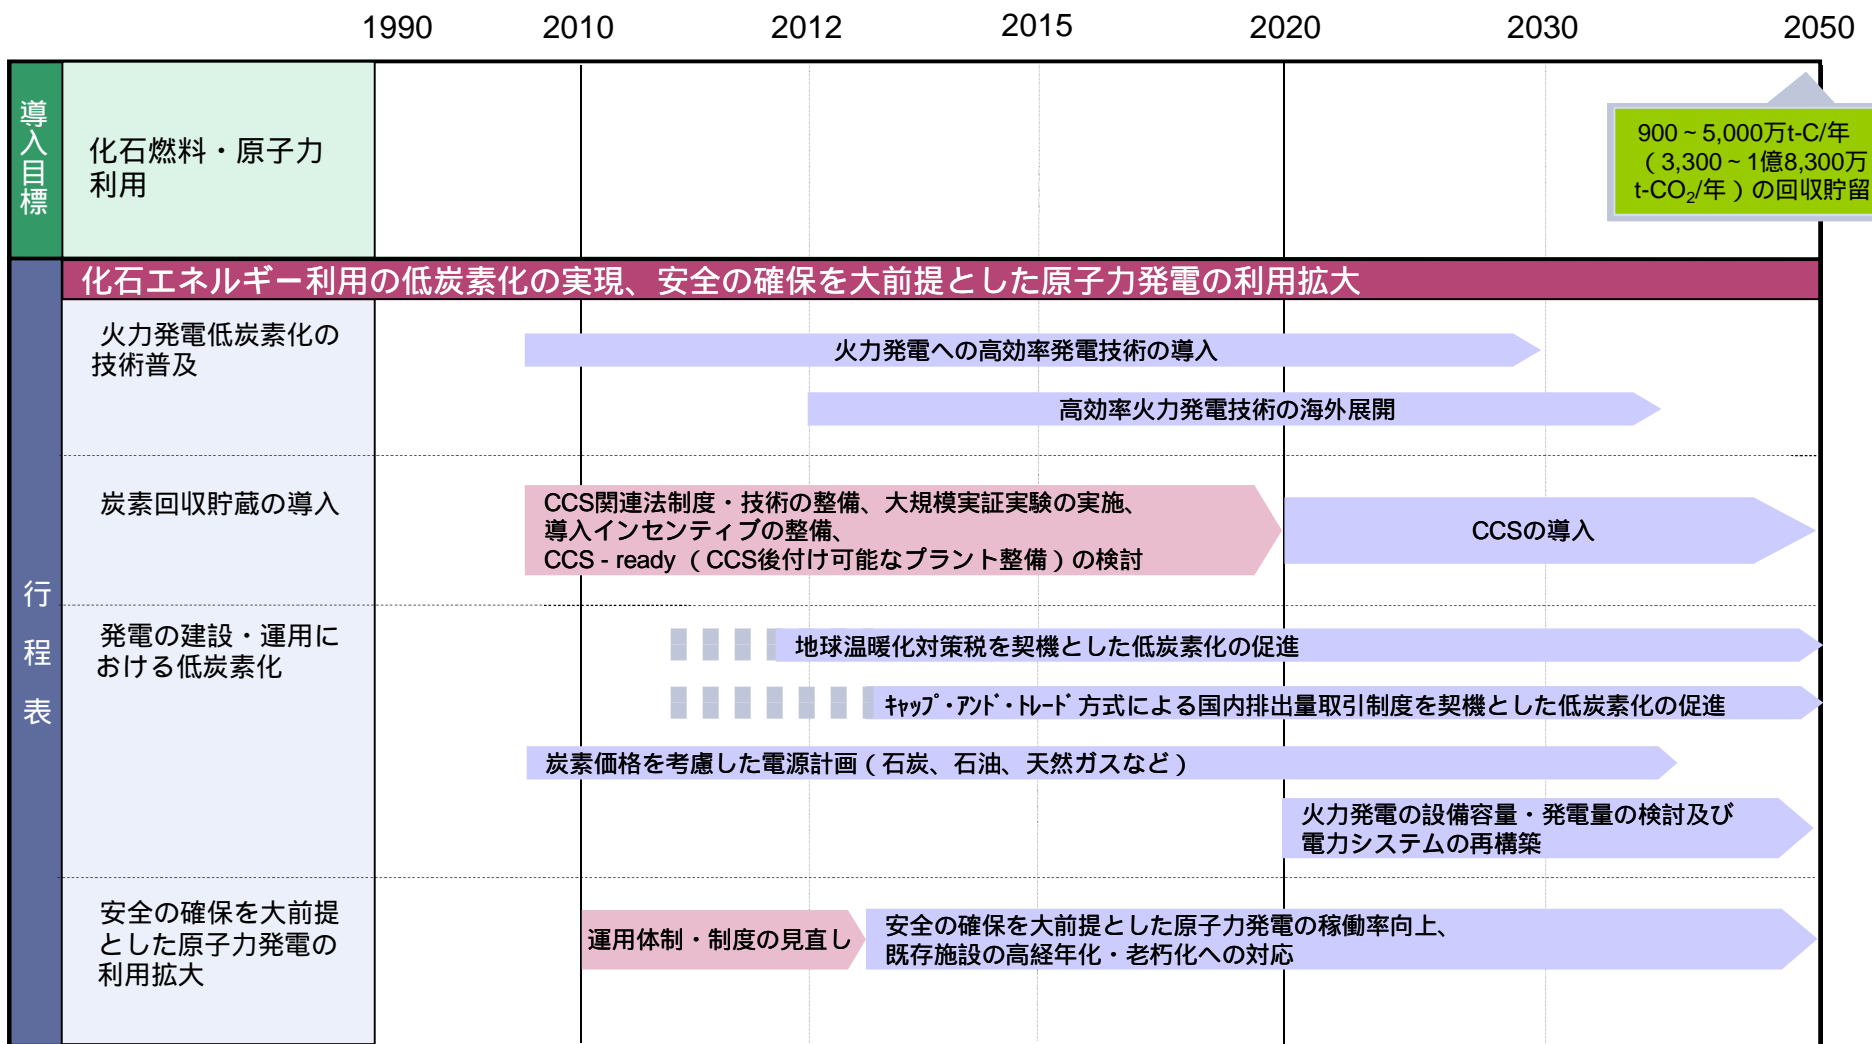 1990 2010 2012 2015 2020 2030 2050
導入目標
化石燃料・原子力
利用
900~5,000万t-C/年
(3,300~1億8,300万
t-CO₂/年)の回収貯留
行程表
化石エネルギー利用の低炭素化の実現、安全の確保を大前提とした原子力発電の利用拡大
火力発電低炭素化の
技術普及
火力発電への高効率発電技術の導入
高効率火力発電技術の海外展開
炭素回収貯蔵の導入
CCS関連法制度・技術の整備、大規模実証実験の実施、
導入インセンティブの整備、
CCS - ready (CCS後付け可能なプラント整備)の検討
CCSの導入
発電の建設・運用に
おける低炭素化
地球温暖化対策税を契機とした低炭素化の促進
ｷｬｯﾌﾟ・ｱﾝﾄﾞ・ﾄﾚｰﾄﾞ方式による国内排出量取引制度を契機とした低炭素化の促進
炭素価格を考慮した電源計画(石炭、石油、天然ガスなど)
火力発電の設備容量・発電量の検討及び
電力システムの再構築
安全の確保を大前提
とした原子力発電の
利用拡大
運用体制・制度の見直し
安全の確保を大前提とした原子力発電の稼働率向上、
既存施設の高経年化・老朽化への対応